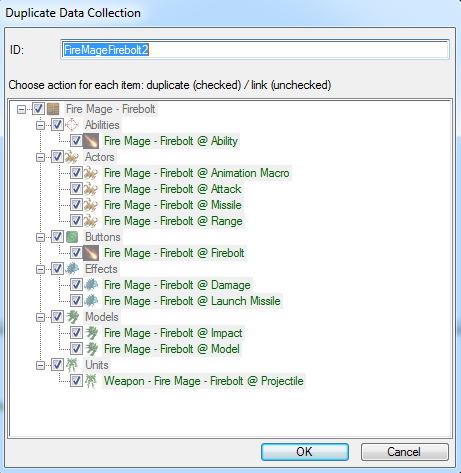 Duplicate Data Collection
ID: FireMageFirebolt2
Choose action for each item: duplicate (checked) / link (unchecked)
Fire Mage - Firebolt
Abilities
Fire Mage - Firebolt @ Ability
Actors
Fire Mage - Firebolt @ Animation Macro
Fire Mage - Firebolt @ Attack
Fire Mage - Firebolt @ Missile
Fire Mage - Firebolt @ Range
Buttons
Fire Mage - Firebolt @ Firebolt
Effects
Fire Mage - Firebolt @ Damage
Fire Mage - Firebolt @ Launch Missile
Models
Fire Mage - Firebolt @ Impact
Fire Mage - Firebolt @ Model
Units
Weapon - Fire Mage - Firebolt @ Projectile
OK Cancel